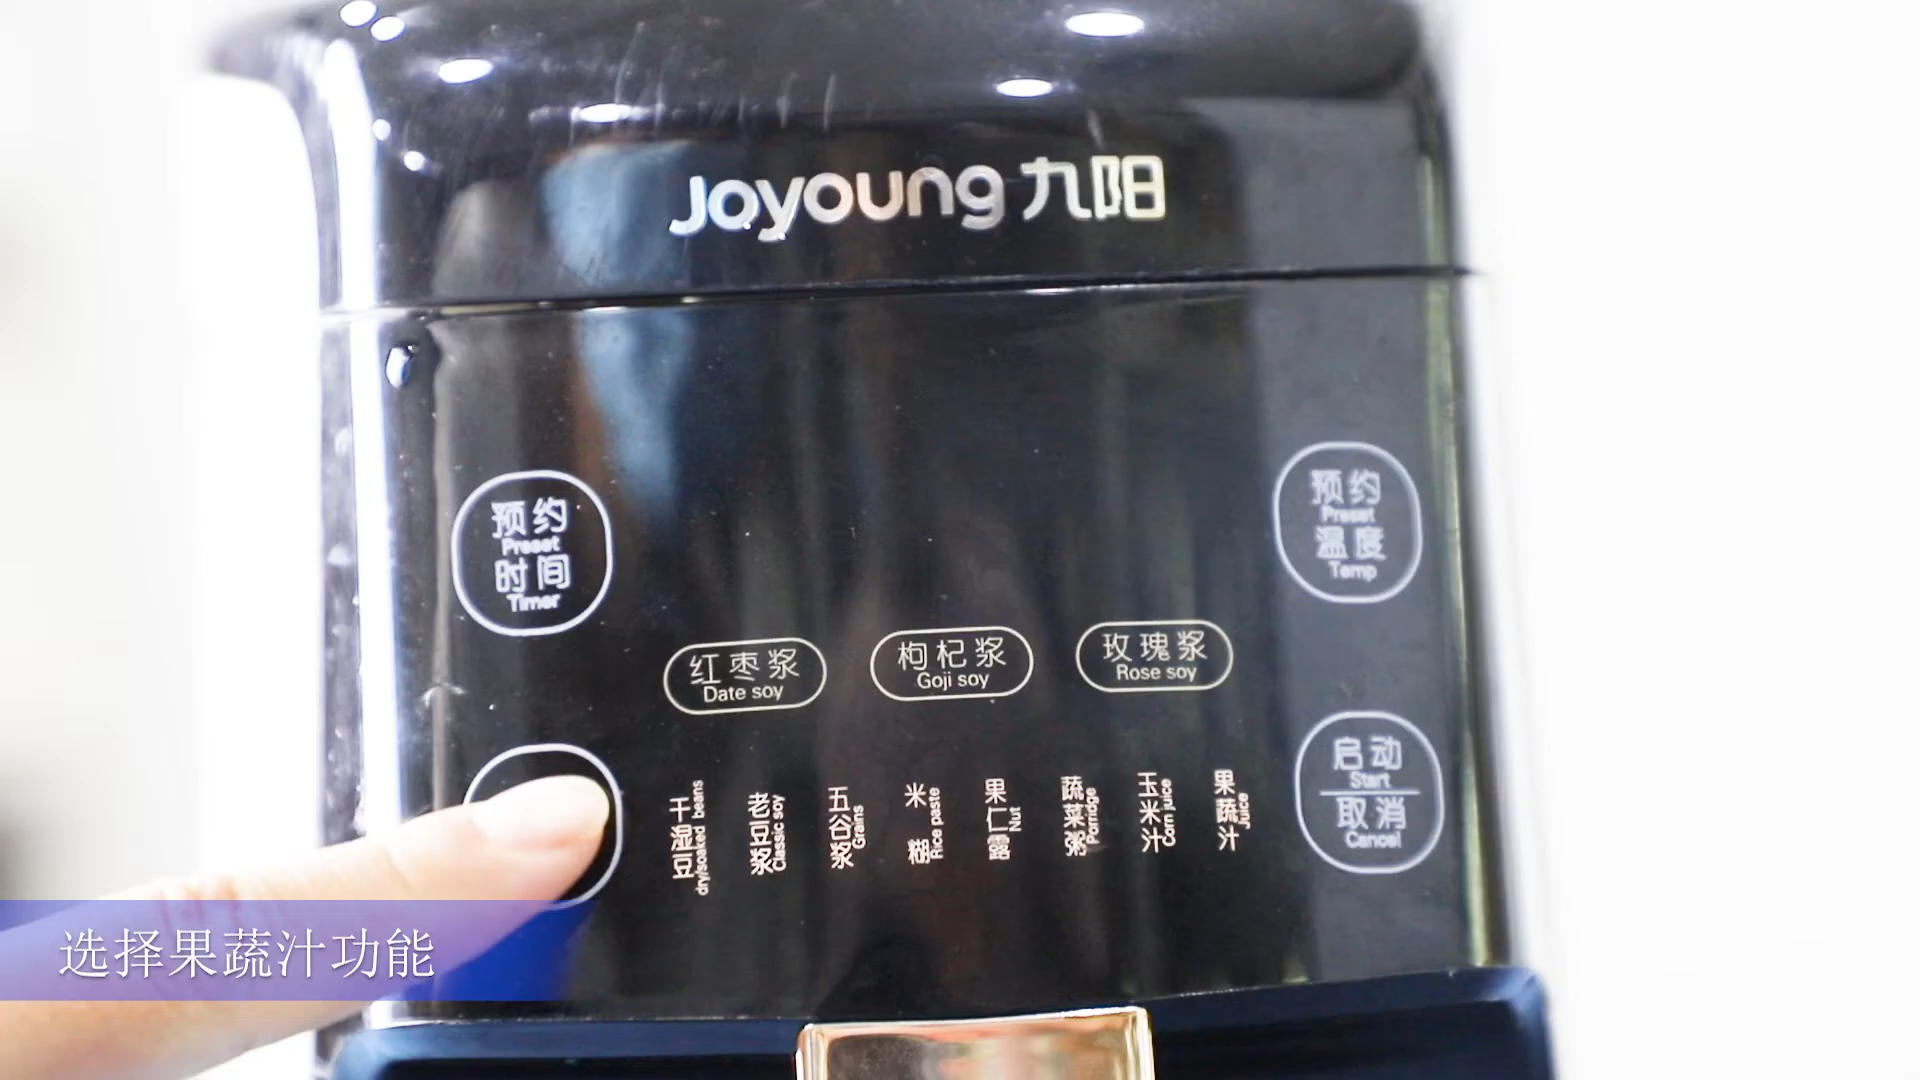 Joyoung 九阳
预约
Preset
时间
Timer
预约
Preset
温度
Temp
红枣浆
Date soy
枸杞浆
Goji soy
玫瑰浆
Rose soy
干湿豆
dry/soaked beans
老豆浆
Classic soy
五谷浆
Grains
米糊
Rice paste
果仁露
Nut
蔬菜粥
Porridge
玉米汁
Corn juice
果蔬汁
Juice
启动
Start
取消
Cancel
选择果蔬汁功能